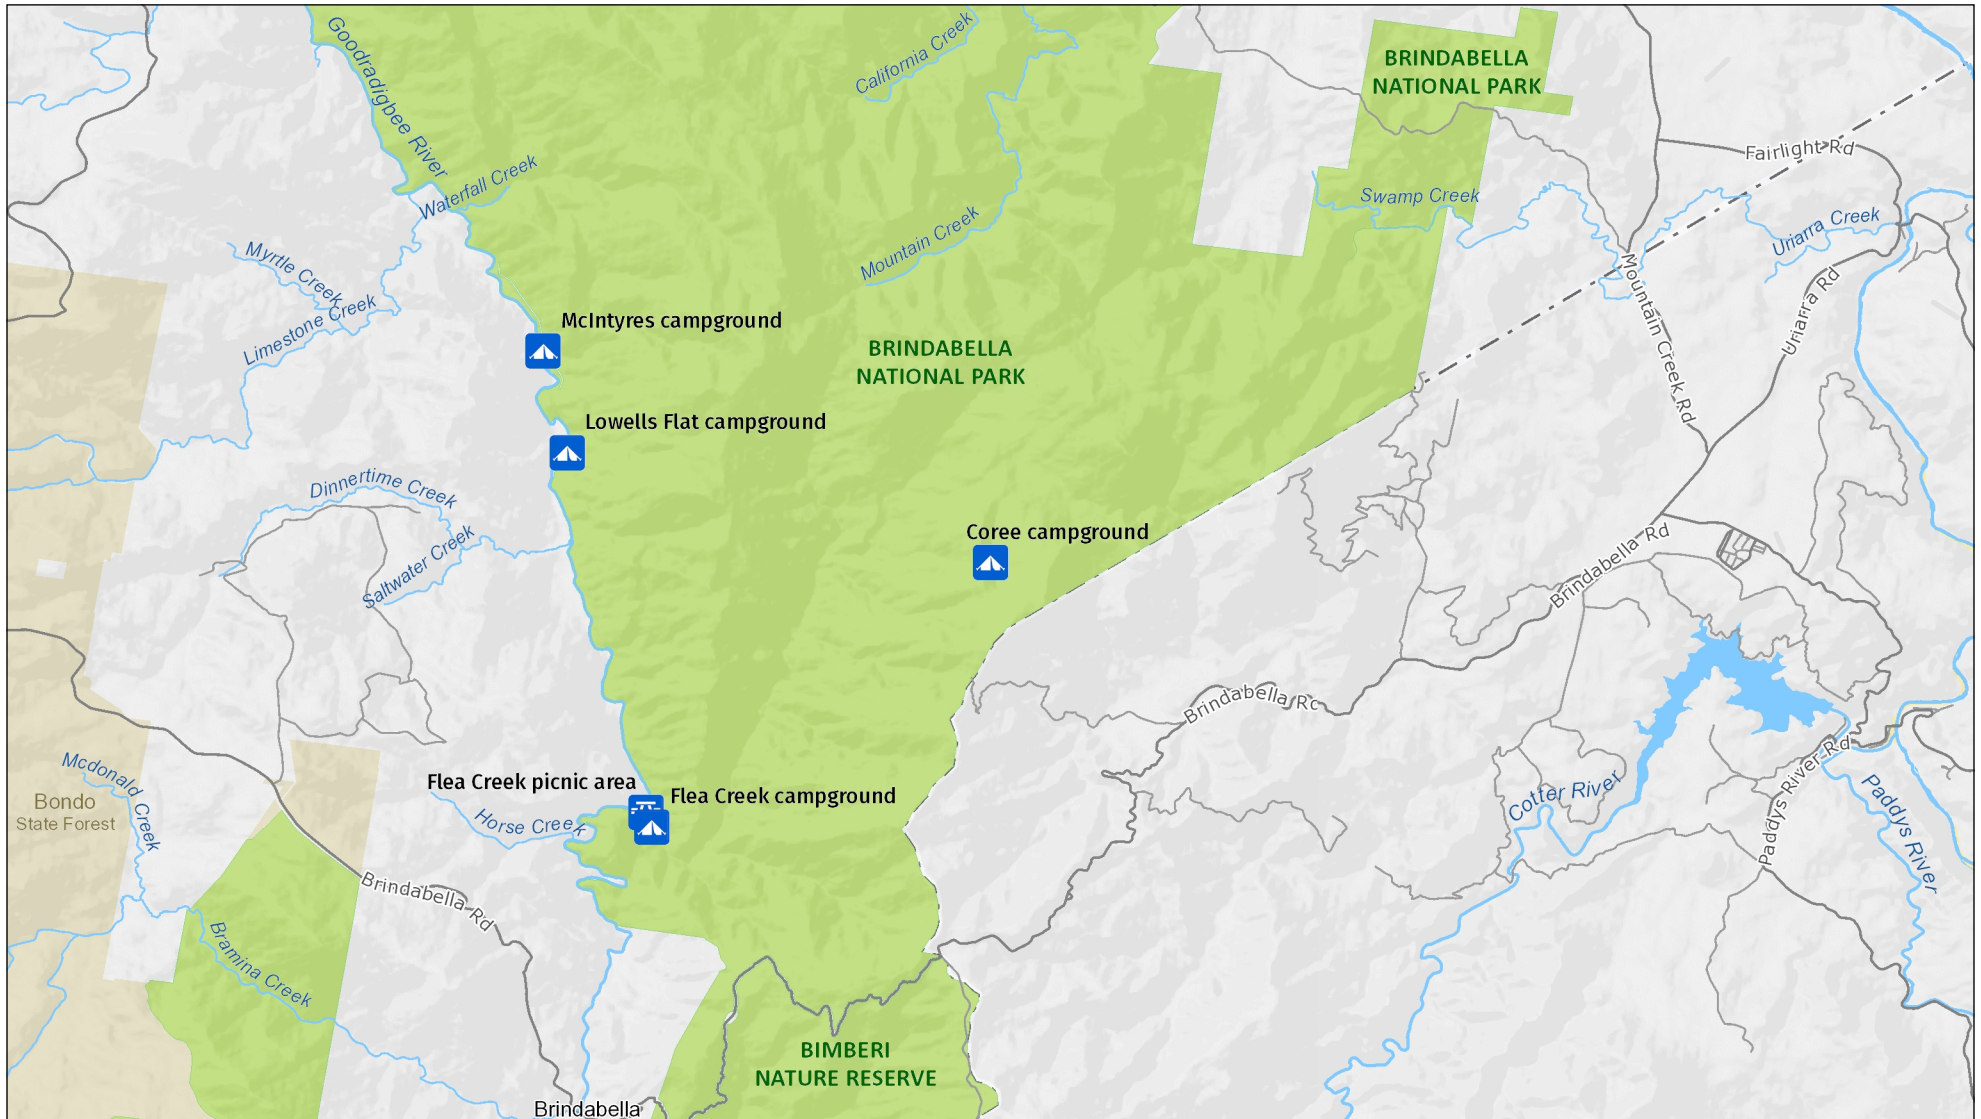 Goodradigbee River
California Creek
BRINDABELLA
NATIONAL PARK
Fairlight Rd
Waterfall Creek
Swamp Creek
Uriarra Creek
Mountain Creek
Myrtle Creek
Limestone Creek
Mountain Creek Rd
Uriarra Rd
McIntyres campground
BRINDABELLA
NATIONAL PARK
Lowells Flat campground
Dinnertime Creek
Saltwater Creek
Coree campground
Brindabella Rd
Brindabella Rc
Mcdonald Creek
Bondo
State Forest
Flea Creek picnic area
Flea Creek campground
Horse Creek
Cotter River
Paddys River Rd
Paddys River
Brindabella Rd
Bramina Creek
BIMBERI
NATURE RESERVE
Brindabella